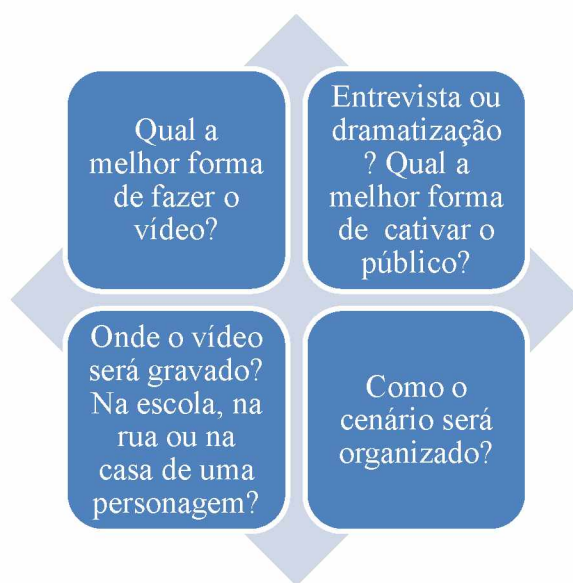 Qual a
melhor forma
de fazer o
vídeo?
Entrevista ou
dramatização
? Qual a
melhor forma
de cativar o
público?
Onde o vídeo
será gravado?
Na escola, na
rua ou na
casa de uma
personagem?
Como o
cenário será
organizado?